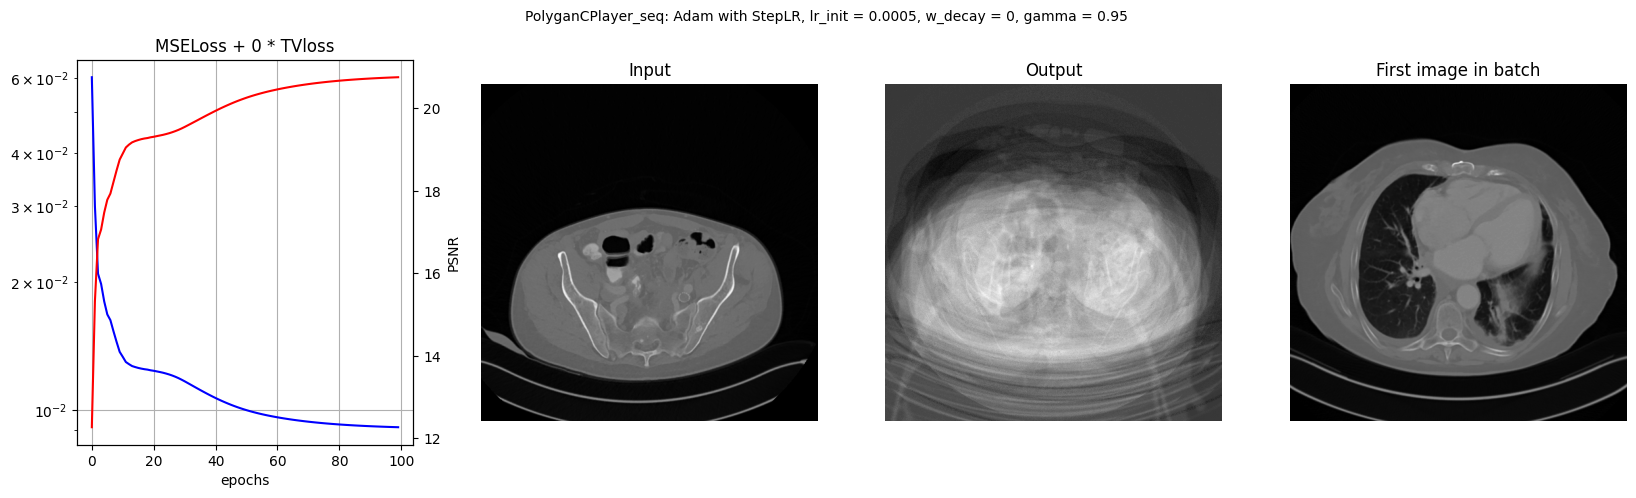 PolyganCPlayer_seq: Adam with StepLR, lr_init = 0.0005, w_decay = 0, gamma = 0.95
MSELoss + 0 * TVloss
6 × 10⁻²
4 × 10⁻²
3 × 10⁻²
2 × 10⁻²
10⁻²
0 20 40 60 80 100
epochs
20
18
16
14
12
PSNR
Input
Output
First image in batch